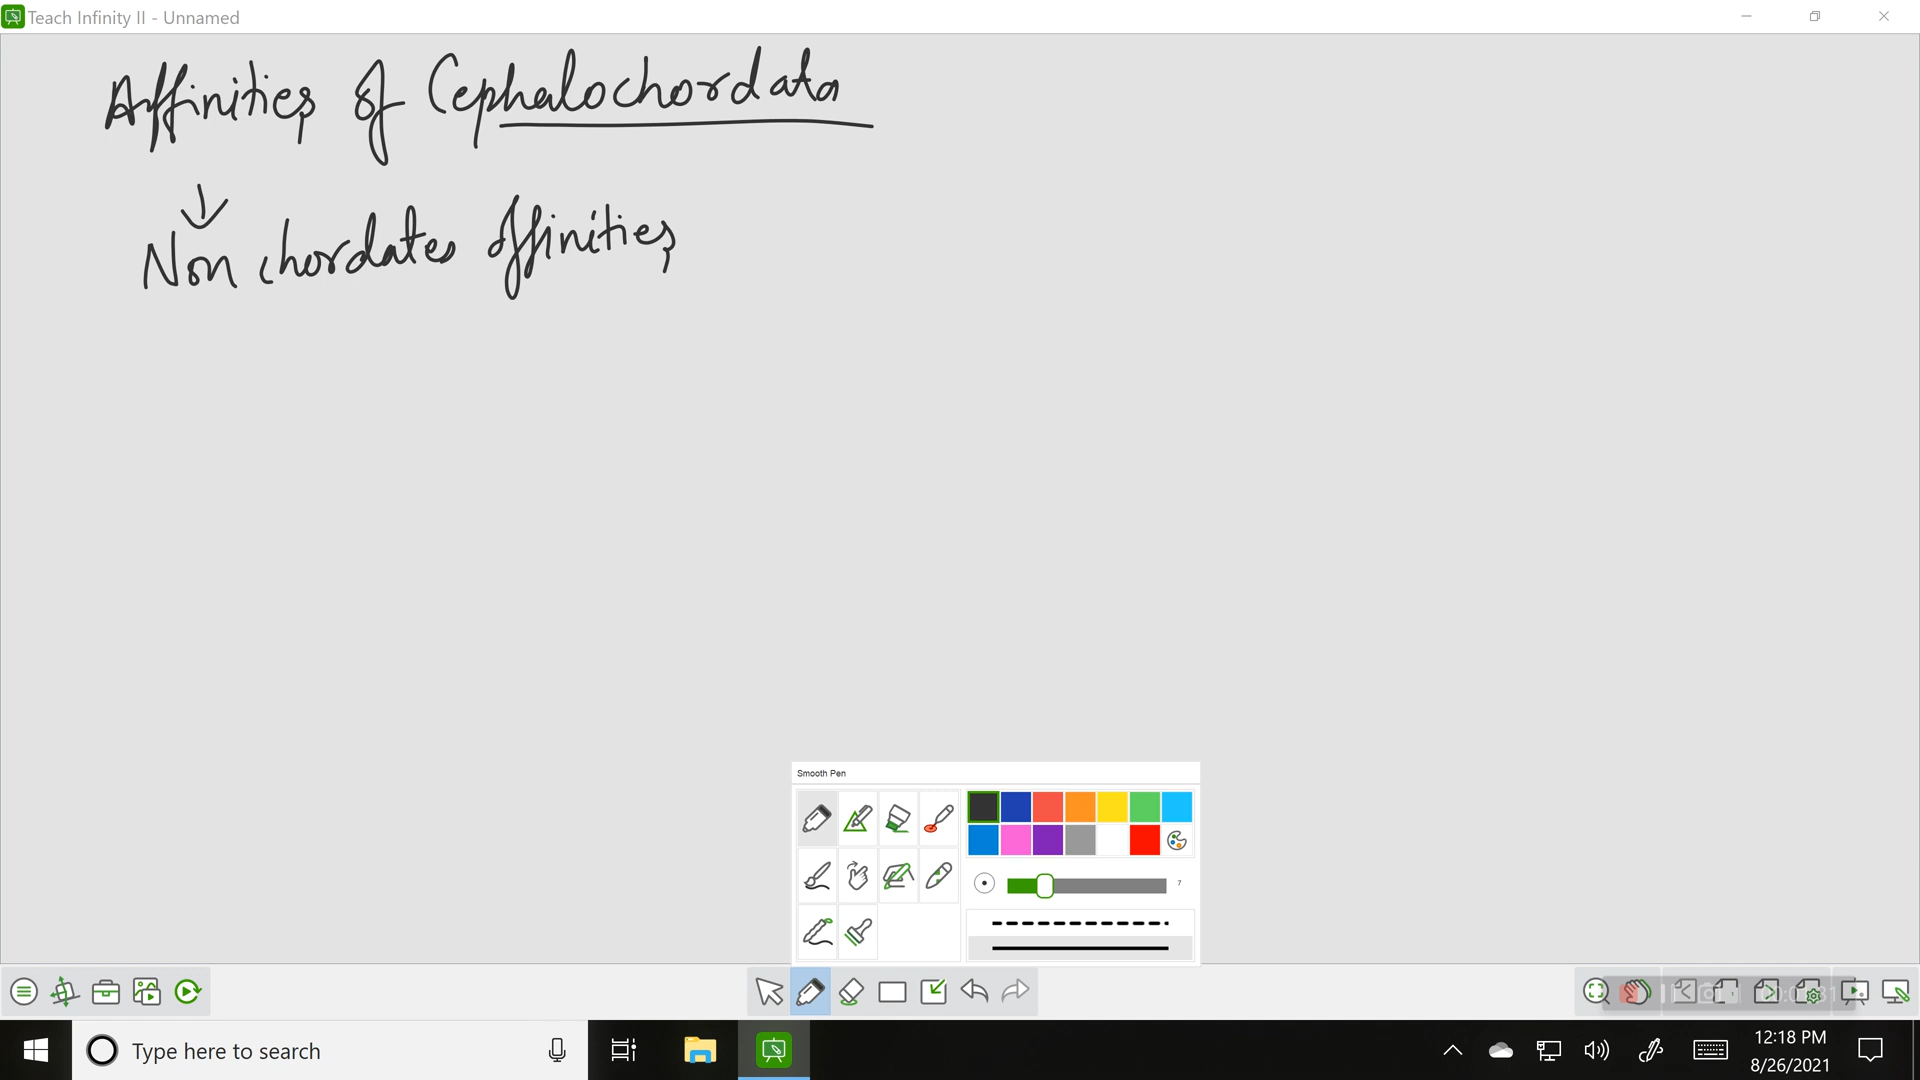 Teach Infinity II - Unnamed
Affinities of Cephalochordata
Non chordates affinities
Smooth Pen
7
Type here to search
12:18 PM
8/26/2021